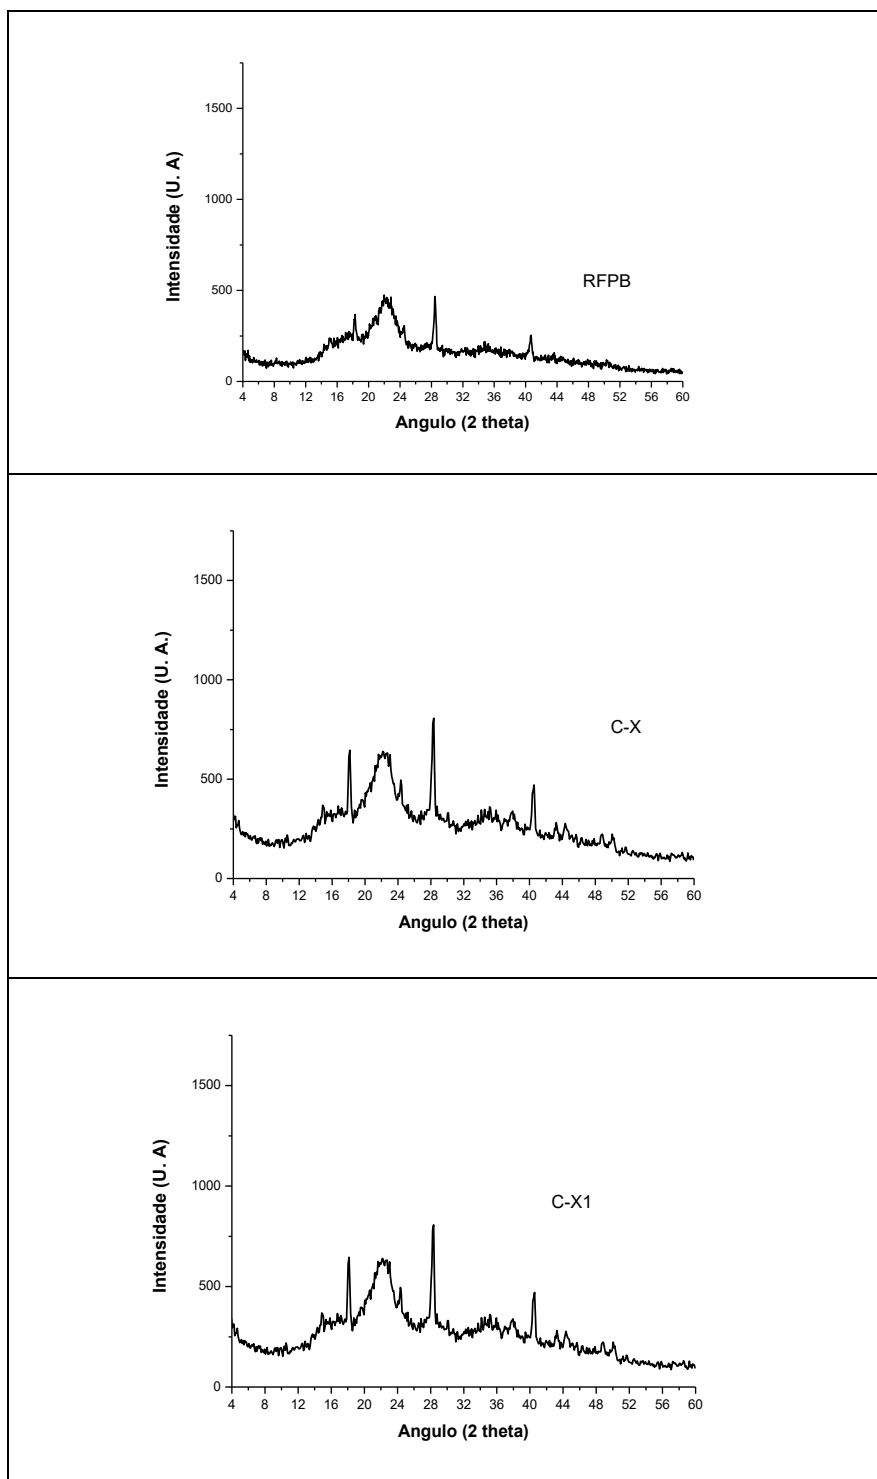 1500
1000
500
0
Intensidade (U. A)
RFPB
4 8 12 16 20 24 28 32 36 40 44 48 52 56 60
Angulo (2 theta)
1500
1000
500
0
Intensidade (U. A.)
C-X
4 8 12 16 20 24 28 32 36 40 44 48 52 56 60
Angulo (2 theta)
1500
1000
500
0
Intensidade (U. A)
C-X1
4 8 12 16 20 24 28 32 36 40 44 48 52 56 60
Angulo (2 theta)